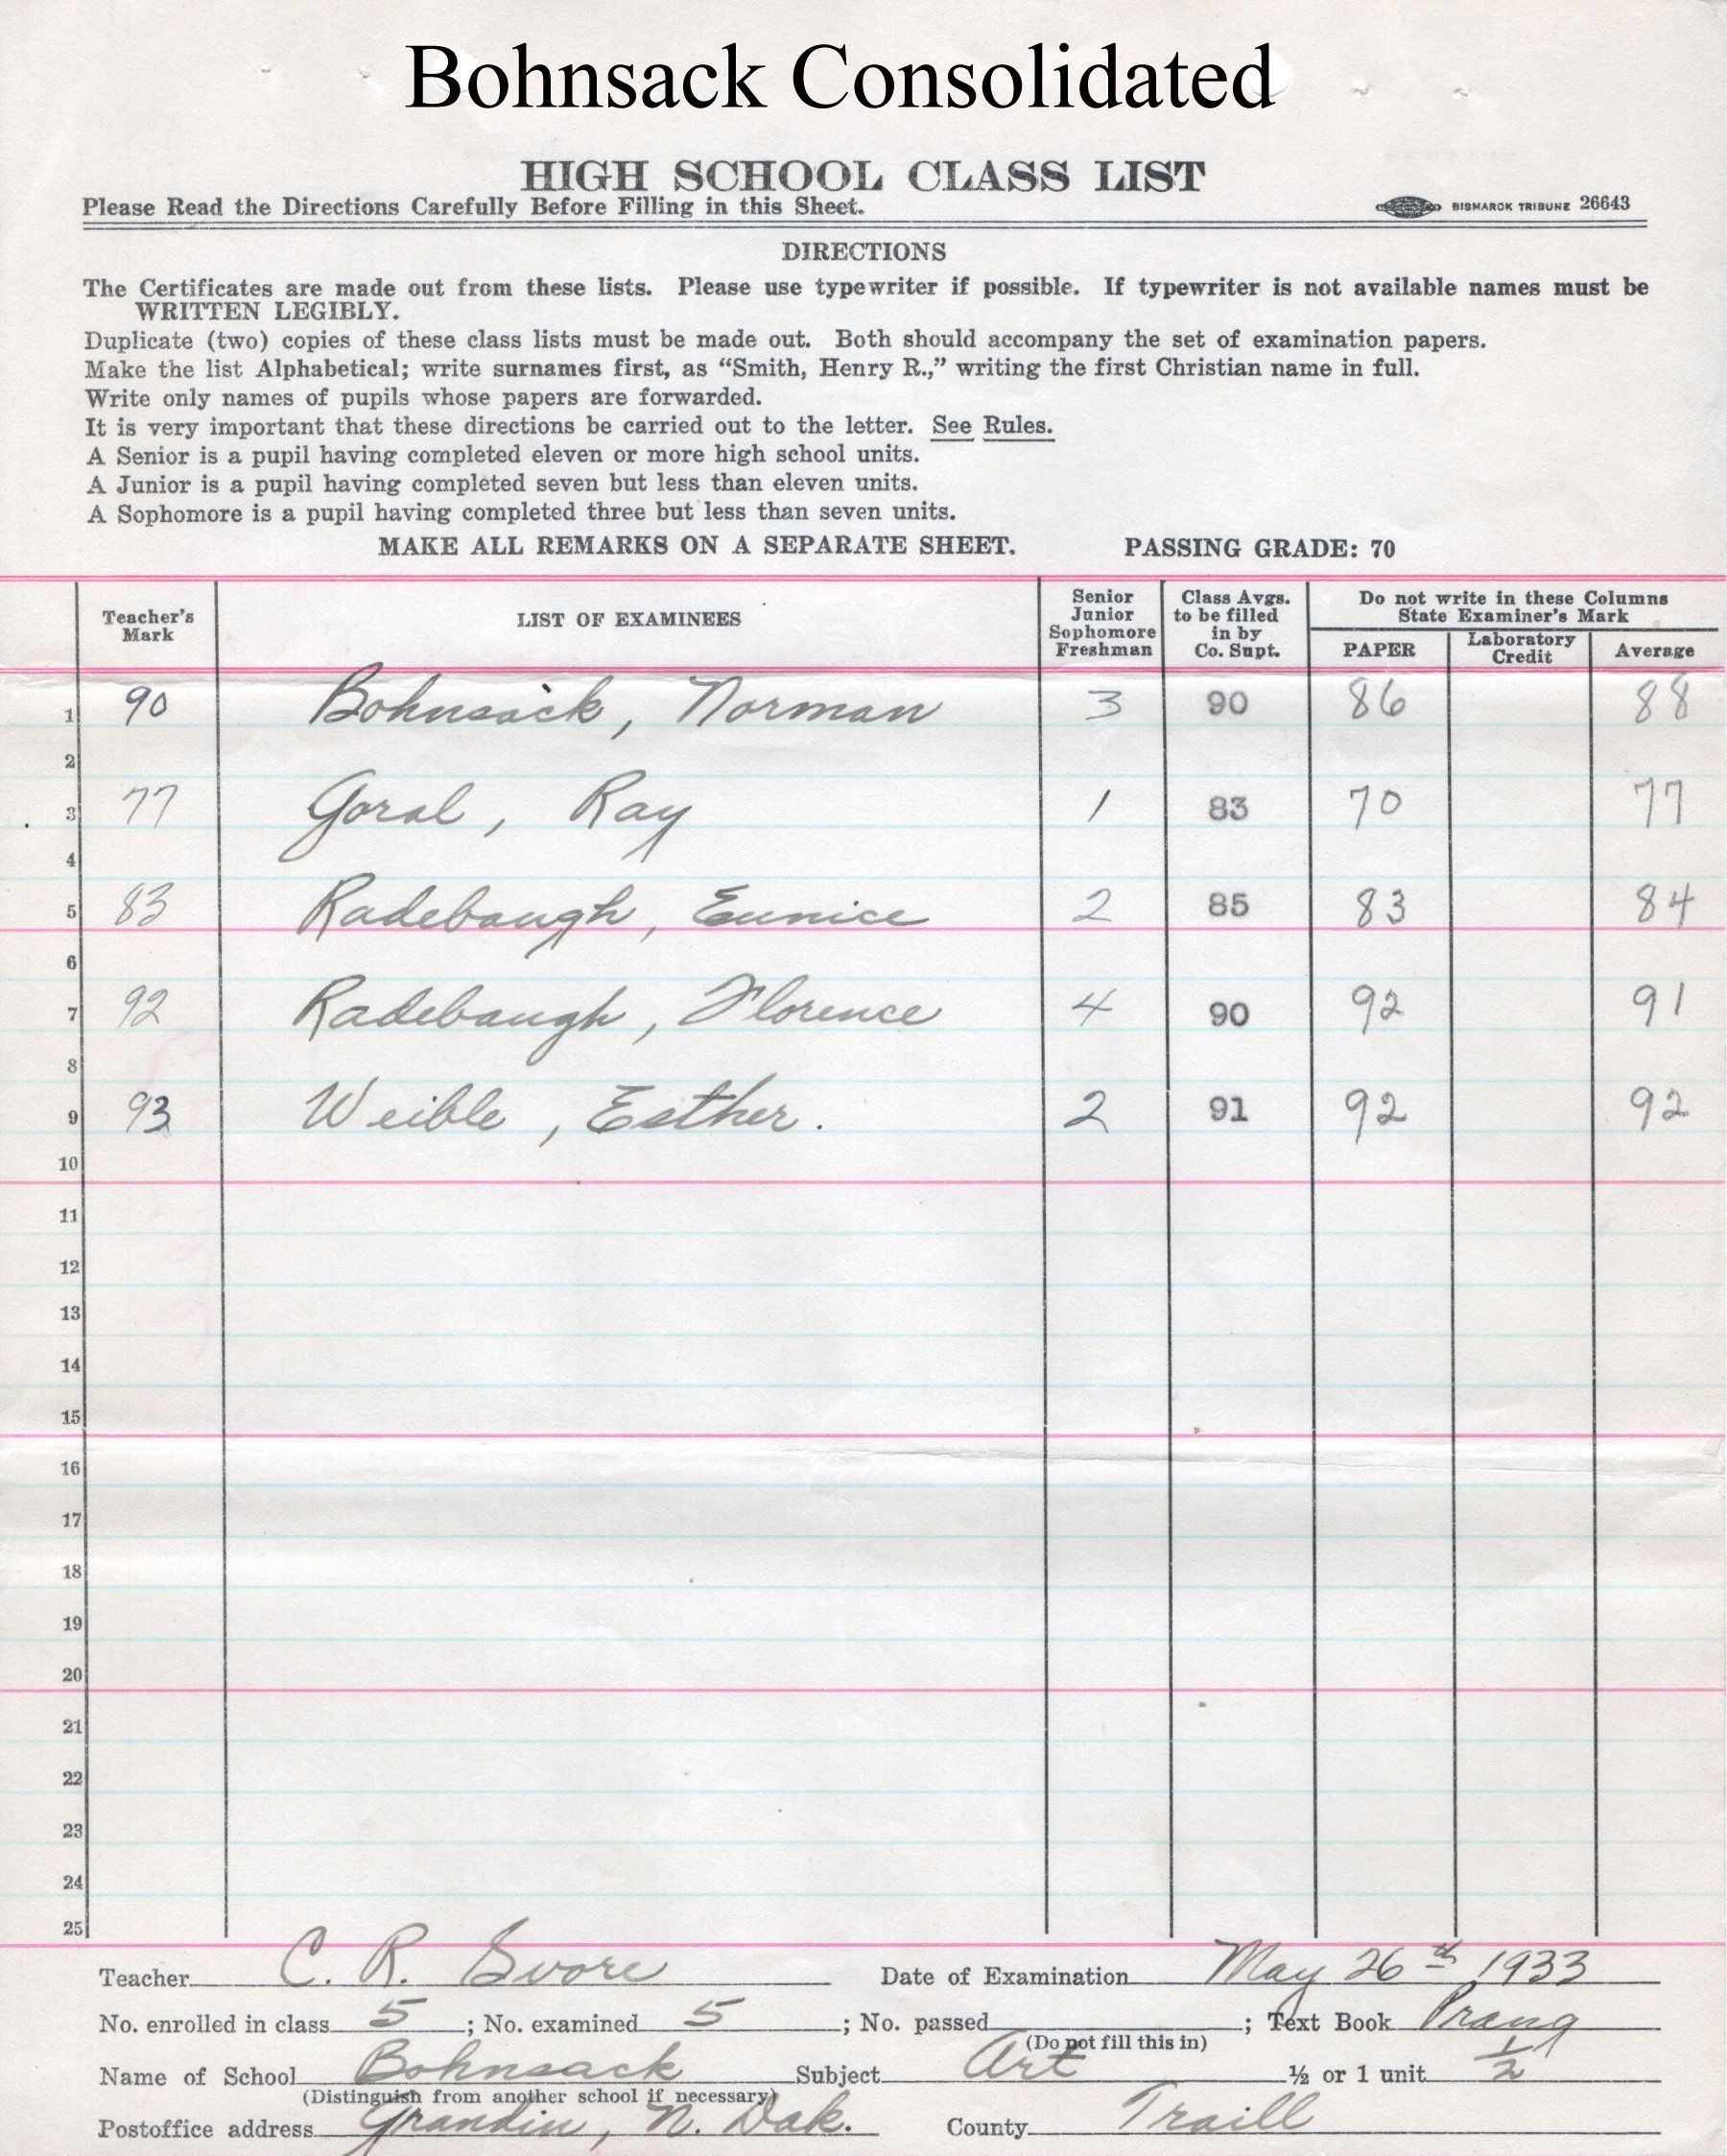 Bohnsack Consolidated
HIGH SCHOOL CLASS LIST
Please Read the Directions Carefully Before Filling in this Sheet. BISMARCK TRIBUNE 26643
DIRECTIONS
The Certificates are made out from these lists. Please use typewriter if possible. If typewriter is not available names must be
WRITTEN LEGIBLY.
Duplicate (two) copies of these class lists must be made out. Both should accompany the set of examination papers.
Make the list Alphabetical; write surnames first, as “Smith, Henry R.,” writing the first Christian name in full.
Write only names of pupils whose papers are forwarded.
It is very important that these directions be carried out to the letter. See Rules.
A Senior is a pupil having completed eleven or more high school units.
A Junior is a pupil having completed seven but less than eleven units.
A Sophomore is a pupil having completed three but less than seven units.
MAKE ALL REMARKS ON A SEPARATE SHEET. PASSING GRADE: 70
Teacher's Mark LIST OF EXAMINEES Senior Junior Sophomore Freshman Class Avgs. to be filled in by Co. Supt. Do not write in these Columns State Examiner's Mark PAPER Laboratory Credit Average
1 90 Bohnsack, Norman 3 90 86 88
2
3 77 Goral, Ray 1 83 70 77
4
5 83 Radebaugh, Eunice 2 85 83 84
6
7 92 Radebaugh, Florence 4 90 92 91
8
9 93 Weible, Esther. 2 91 92 92
10
11
12
13
14
15
16
17
18
19
20
21
22
23
24
25
Teacher C. R. Svore Date of Examination May 26th 1933
No. enrolled in class 5 ; No. examined 5 ; No. passed ; Text Book Prang
(Do not fill this in)
Name of School Bohnsack Subject Art ½ or 1 unit ½
(Distinguish from another school if necessary)
Postoffice address Grandin, N. Dak. County Traill